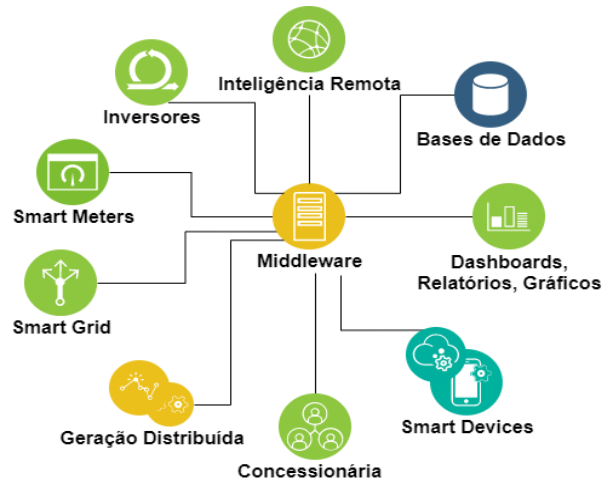 Inteligência Remota
Inversores
Bases de Dados
Smart Meters
Middleware
Dashboards,
Relatórios, Gráficos
Smart Grid
Geração Distribuída
Smart Devices
Concessionária